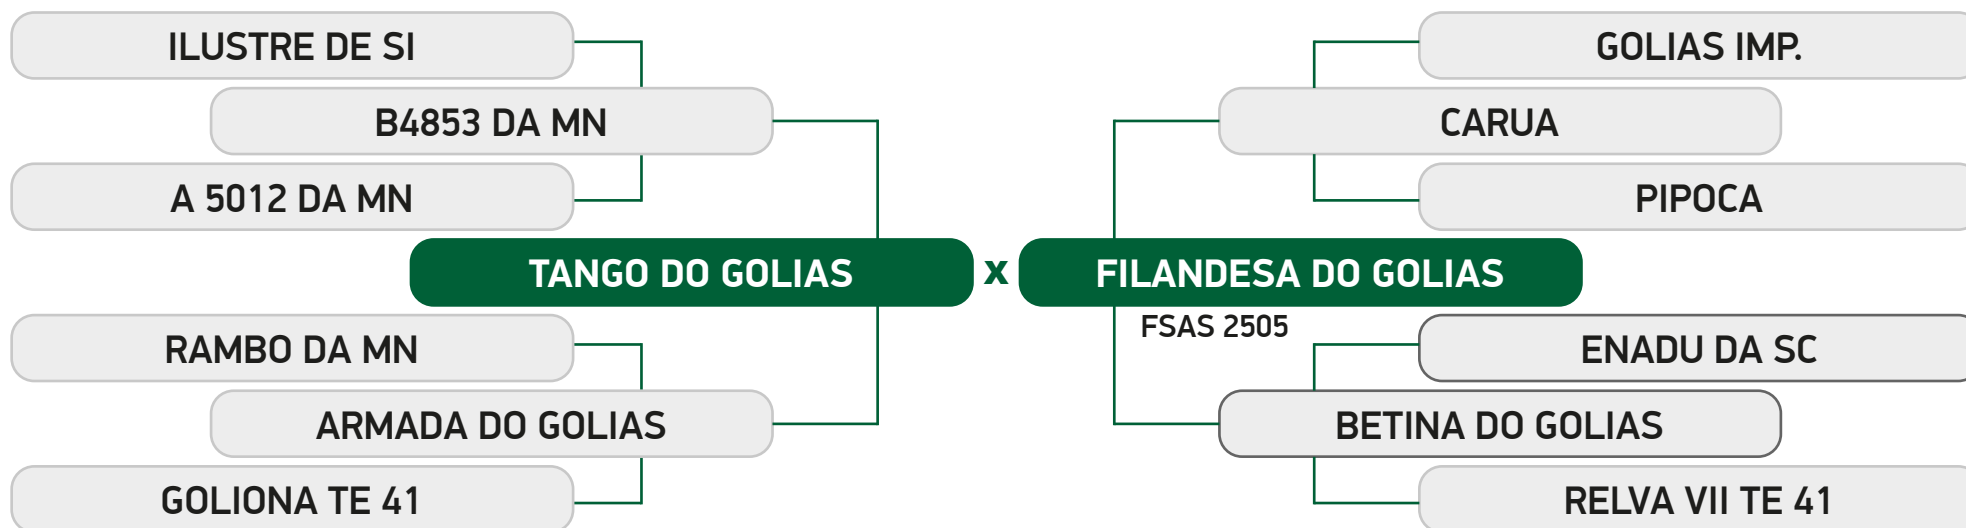 ILUSTRE DE SI
GOLIAS IMP.
B4853 DA MN
CARUA
A 5012 DA MN
PIPOCA
TANGO DO GOLIAS
x
FILANDESA DO GOLIAS
FSAS 2505
RAMBO DA MN
ENADU DA SC
ARMADA DO GOLIAS
BETINA DO GOLIAS
GOLIONA TE 41
RELVA VII TE 41